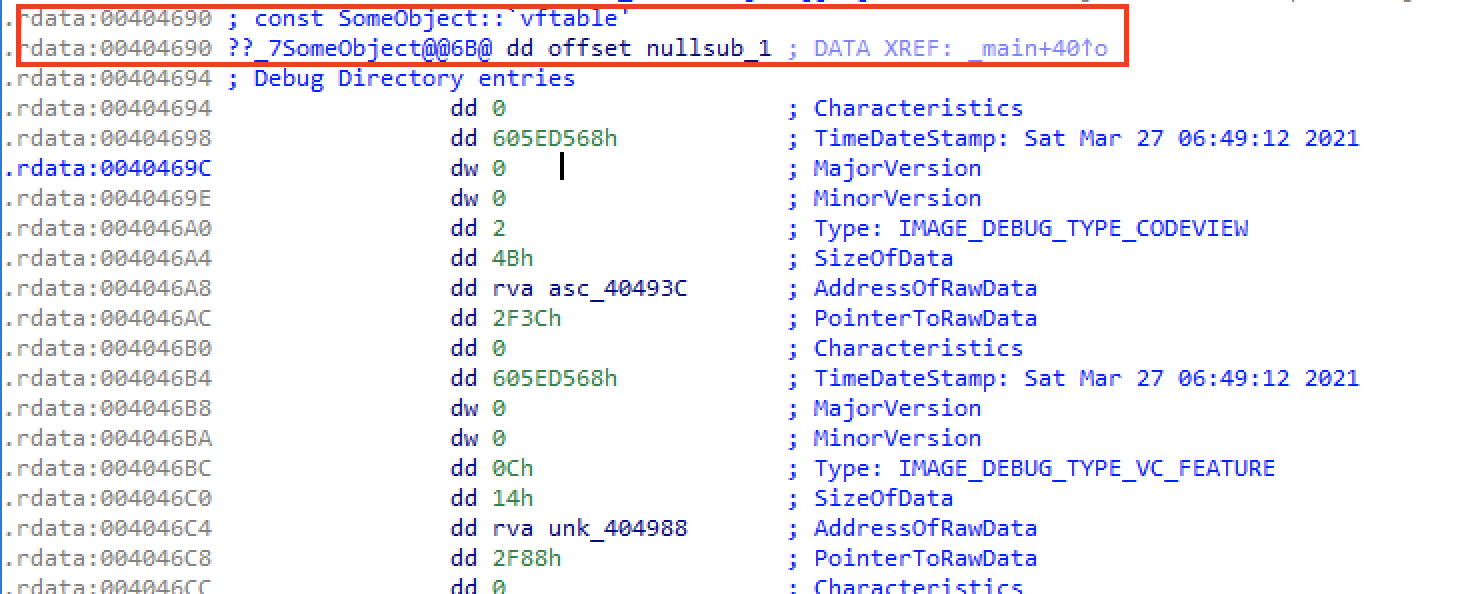 .rdata:00404690 ; const SomeObject::`vftable'
.rdata:00404690 ??_7SomeObject@@6B@ dd offset nullsub_1 ; DATA XREF: _main+40↑o
.rdata:00404694 ; Debug Directory entries
.rdata:00404694 dd 0 ; Characteristics
.rdata:00404698 dd 605ED568h ; TimeDateStamp: Sat Mar 27 06:49:12 2021
.rdata:0040469C dw 0 ; MajorVersion
.rdata:0040469E dw 0 ; MinorVersion
.rdata:004046A0 dd 2 ; Type: IMAGE_DEBUG_TYPE_CODEVIEW
.rdata:004046A4 dd 4Bh ; SizeOfData
.rdata:004046A8 dd rva asc_40493C ; AddressOfRawData
.rdata:004046AC dd 2F3Ch ; PointerToRawData
.rdata:004046B0 dd 0 ; Characteristics
.rdata:004046B4 dd 605ED568h ; TimeDateStamp: Sat Mar 27 06:49:12 2021
.rdata:004046B8 dw 0 ; MajorVersion
.rdata:004046BA dw 0 ; MinorVersion
.rdata:004046BC dd 0Ch ; Type: IMAGE_DEBUG_TYPE_VC_FEATURE
.rdata:004046C0 dd 14h ; SizeOfData
.rdata:004046C4 dd rva unk_404988 ; AddressOfRawData
.rdata:004046C8 dd 2F88h ; PointerToRawData
.rdata:004046CC dd 0 ; Characteristics